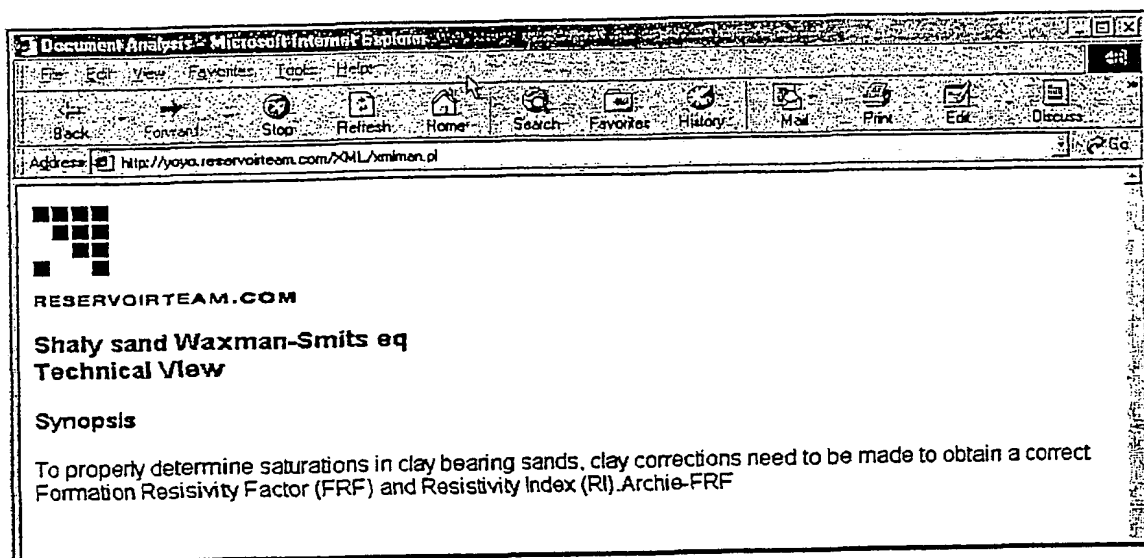 Document Analysis - Microsoft Internet Explorer
File Edit View Favorites Tools Help
Back Forward Stop Refresh Home Search Favorites History Mail Print Edit Discuss
Address http://yoyo.reservoirteam.com/XML/xmlman.pl Go
RESERVOIRTEAM.COM
Shaly sand Waxman-Smits eq
Technical View
Synopsis
To properly determine saturations in clay bearing sands, clay corrections need to be made to obtain a correct
Formation Resisivity Factor (FRF) and Resistivity Index (RI).Archie-FRF